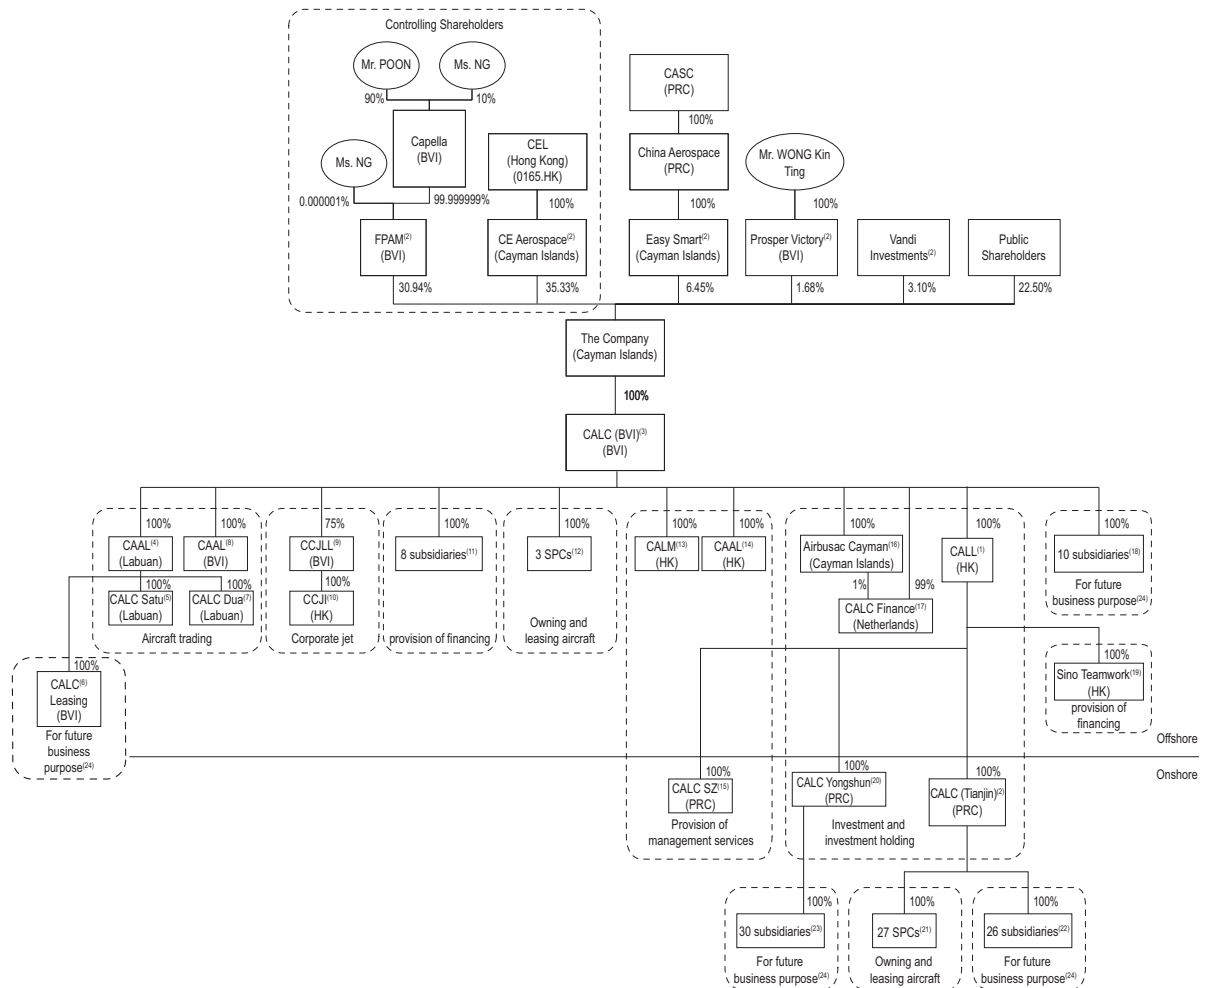 Controlling Shareholders
Mr. POON
Ms. NG
90%
10%
CASC
(PRC)
100%
Capella
(BVI)
CEL
(Hong Kong)
(0165.HK)
China Aerospace
(PRC)
Mr. WONG Kin
Ting
Ms. NG
0.000001%
99.999999%
100%
100%
100%
FPAM(2)
(BVI)
CE Aerospace(2)
(Cayman Islands)
Easy Smart(2)
(Cayman Islands)
Prosper Victory(2)
(BVI)
Vandi
Investments(2)
Public
Shareholders
30.94%
35.33%
6.45%
1.68%
3.10%
22.50%
The Company
(Cayman Islands)
100%
CALC (BVI)(3)
(BVI)
100%
100%
75%
100%
100%
100%
100%
100%
100%
100%
CAAL(4)
(Labuan)
CAAL(8)
(BVI)
CCJLL(9)
(BVI)
8 subsidiaries(11)
3 SPCs(12)
CALM(13)
(HK)
CAAL(14)
(HK)
Airbusac Cayman(16)
(Cayman Islands)
CALL(1)
(HK)
10 subsidiaries(18)
100%
100%
100%
1%
99%
CALC Satu(5)
(Labuan)
CALC Dua(7)
(Labuan)
CCJI(10)
(HK)
CALC Finance(17)
(Netherlands)
For future
business purpose(24)
Aircraft trading
Corporate jet
provision of financing
Owning and
leasing aircraft
100%
CALC(6)
Leasing
(BVI)
For future
business
purpose(24)
100%
Sino Teamwork(19)
(HK)
provision of
financing
Offshore
Onshore
100%
100%
100%
CALC SZ(15)
(PRC)
CALC Yongshun(20)
(PRC)
CALC (Tianjin)(2)
(PRC)
Provision of
management services
Investment and
investment holding
100%
100%
100%
30 subsidiaries(23)
27 SPCs(21)
26 subsidiaries(22)
For future
business purpose(24)
Owning and
leasing aircraft
For future
business purpose(24)